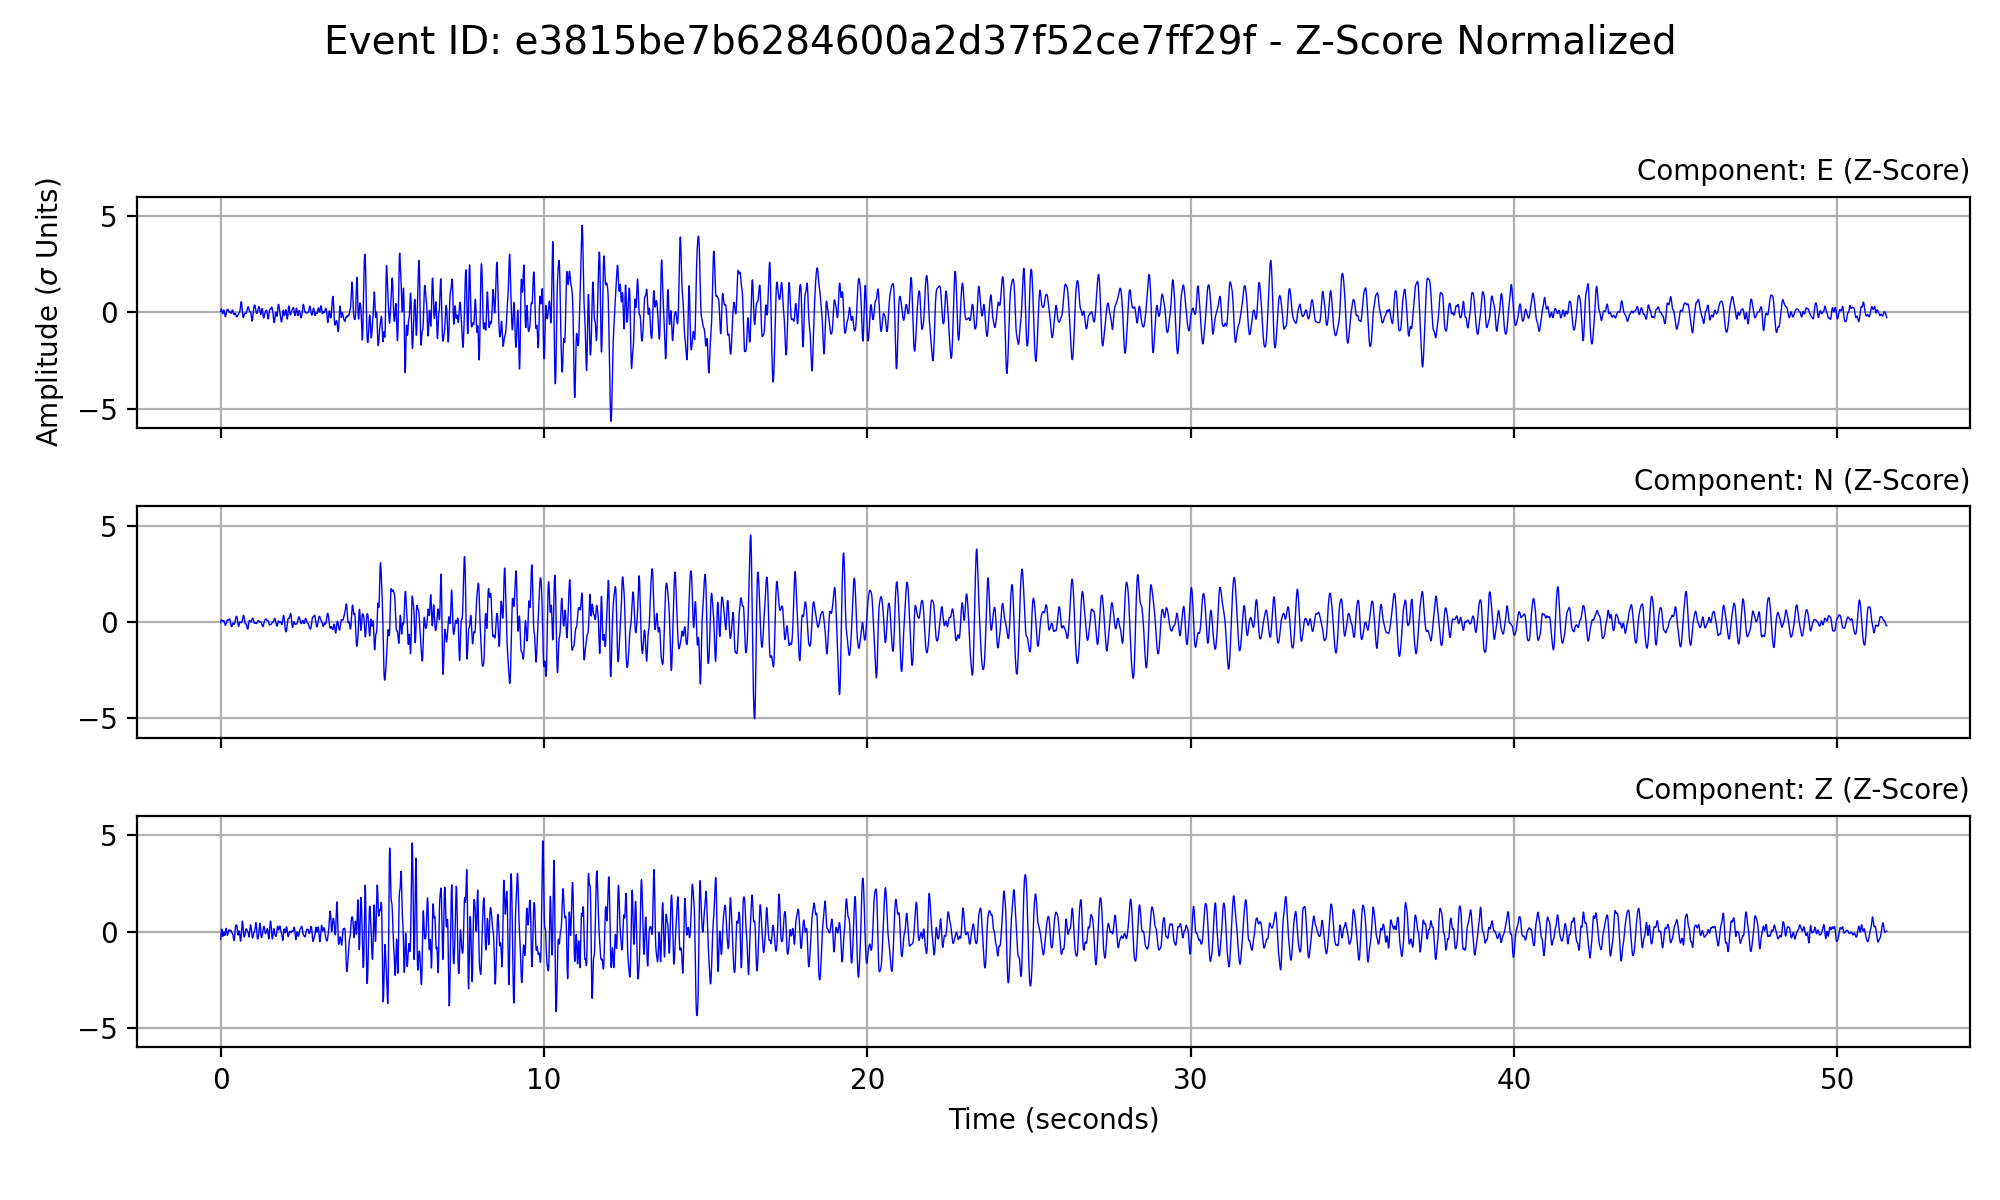 Event ID: e3815be7b6284600a2d37f52ce7ff29f - Z-Score Normalized
Component: E (Z-Score)
Amplitude (σ Units)
5
0
−5
Component: N (Z-Score)
5
0
−5
Component: Z (Z-Score)
5
0
−5
0 10 20 30 40 50
Time (seconds)